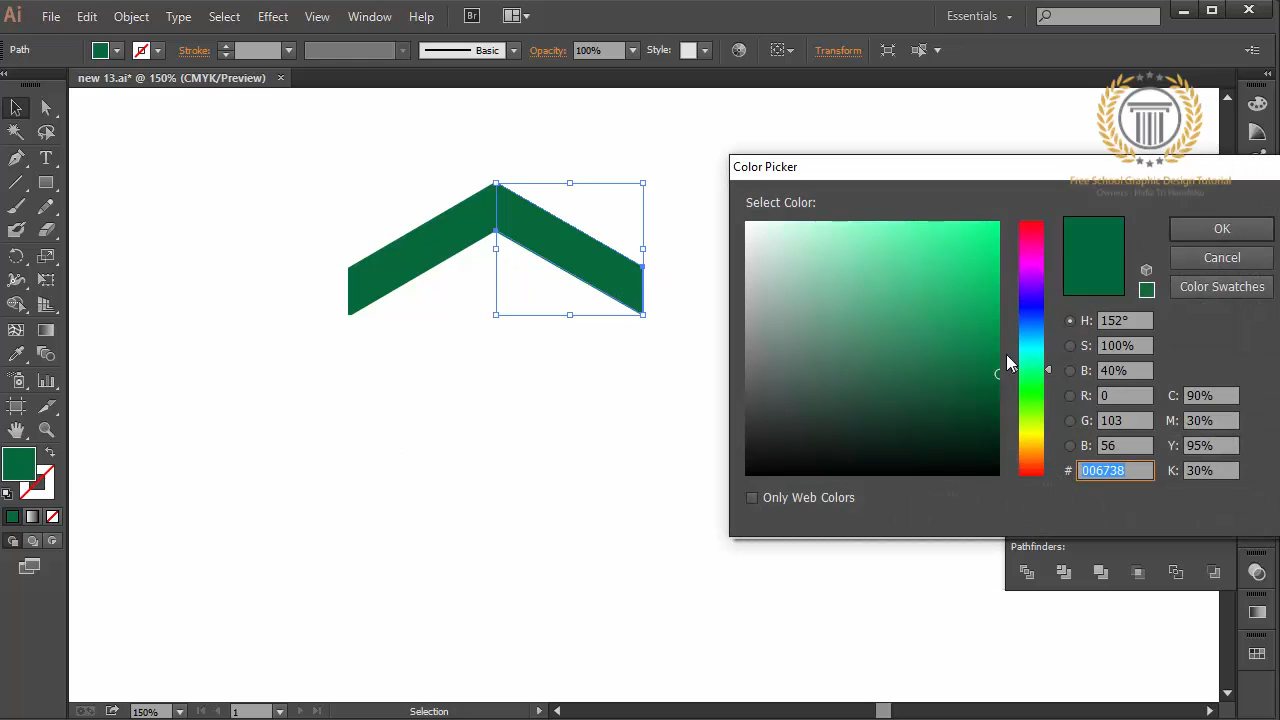 Ai File Edit Object Type Select Effect View Window Help Br Essentials
Path Stroke: Basic Opacity: 100% Style: Transform
new 13.ai* @ 150% (CMYK/Preview) ×
Color Picker
Free School Graphic Design Tutorial
Select Color:
OK
Cancel
Color Swatches
H: 152°
S: 100%
B: 40%
R: 0 C: 90%
G: 103 M: 30%
B: 56 Y: 95%
# 006738 K: 30%
Only Web Colors
Pathfinders:
150% 1 Selection